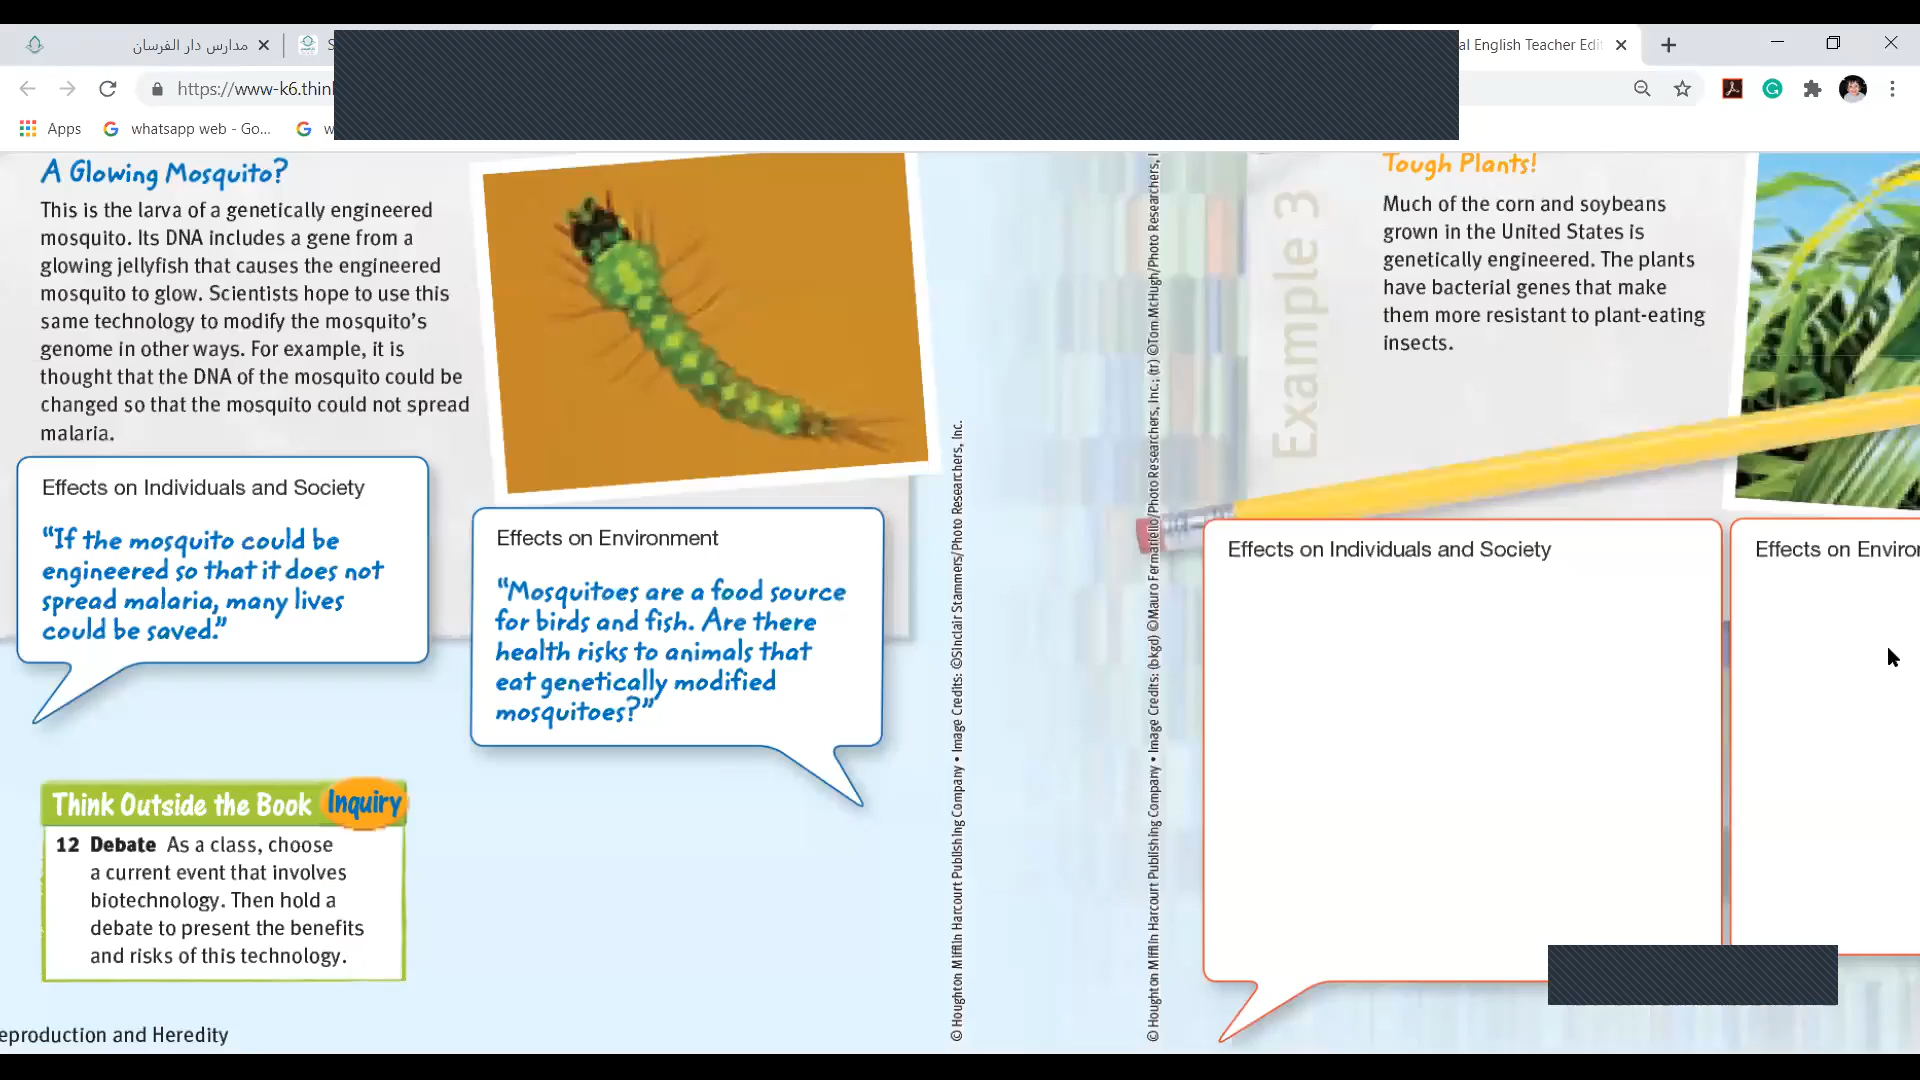 مدارس دار الفرسان
S
al English Teacher Edi
https://www-k6.thinl
Apps
whatsapp web - Go...
w
A Glowing Mosquito?
This is the larva of a genetically engineered
mosquito. Its DNA includes a gene from a
glowing jellyfish that causes the engineered
mosquito to glow. Scientists hope to use this
same technology to modify the mosquito's
genome in other ways. For example, it is
thought that the DNA of the mosquito could be
changed so that the mosquito could not spread
malaria.
Effects on Individuals and Society
"If the mosquito could be
engineered so that it does not
spread malaria, many lives
could be saved."
Effects on Environment
"Mosquitoes are a food source
for birds and fish. Are there
health risks to animals that
eat genetically modified
mosquitoes?"
Think Outside the Book Inquiry
12 Debate As a class, choose
a current event that involves
biotechnology. Then hold a
debate to present the benefits
and risks of this technology.
eproduction and Heredity
© Houghton Mifflin Harcourt Publishing Company • Image Credits: ©Sinclair Stammers/Photo Researchers, Inc.
© Houghton Mifflin Harcourt Publishing Company • Image Credits: (bkgd) ©Mauro Fermariello/Photo Researchers, Inc.; (tr) ©Tom McHugh/Photo Researchers, I
Example 3
Tough Plants!
Much of the corn and soybeans
grown in the United States is
genetically engineered. The plants
have bacterial genes that make
them more resistant to plant-eating
insects.
Effects on Individuals and Society
Effects on Enviro